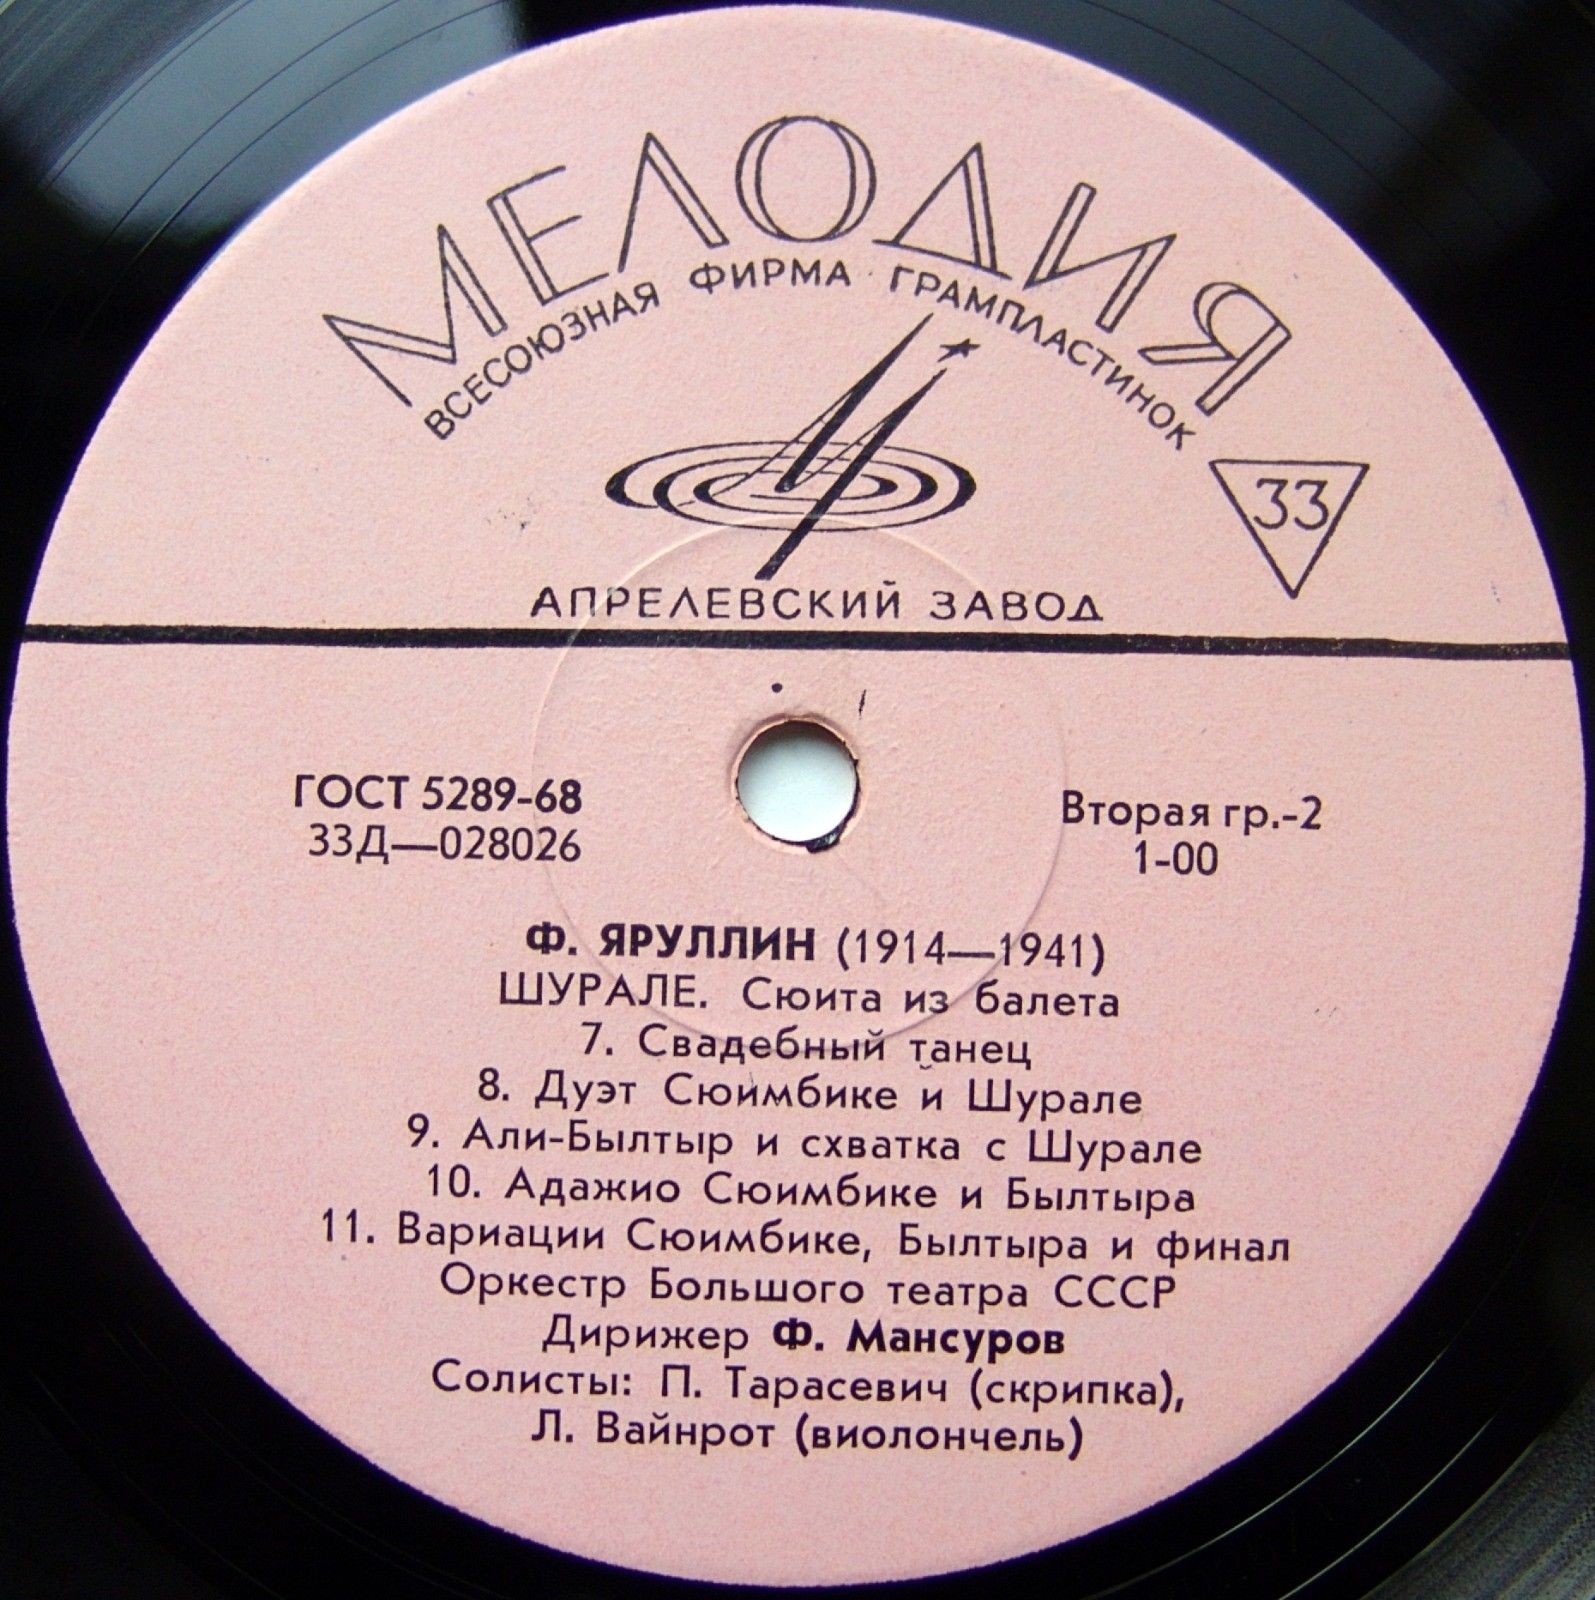 МЕЛОДИЯ
ВСЕСОЮЗНАЯ ФИРМА ГРАМПЛАСТИНОК
33
АПРЕЛЕВСКИЙ ЗАВОД
ГОСТ 5289-68
33Д—028026
Вторая гр.-2
1-00
Ф. ЯРУЛЛИН (1914—1941)
ШУРАЛЕ. Сюита из балета
7. Свадебный танец
8. Дуэт Сюимбике и Шурале
9. Али-Былтыр и схватка с Шурале
10. Адажио Сюимбике и Былтыра
11. Вариации Сюимбике, Былтыра и финал
Оркестр Большого театра СССР
Дирижер Ф. Мансуров
Солисты: П. Тарасевич (скрипка),
Л. Вайнрот (виолончель)